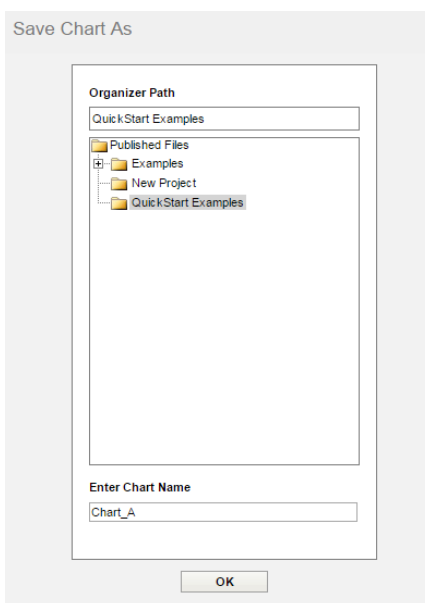 Save Chart As
Organizer Path
QuickStart Examples
Published Files
Examples
New Project
QuickStart Examples
Enter Chart Name
Chart_A
OK